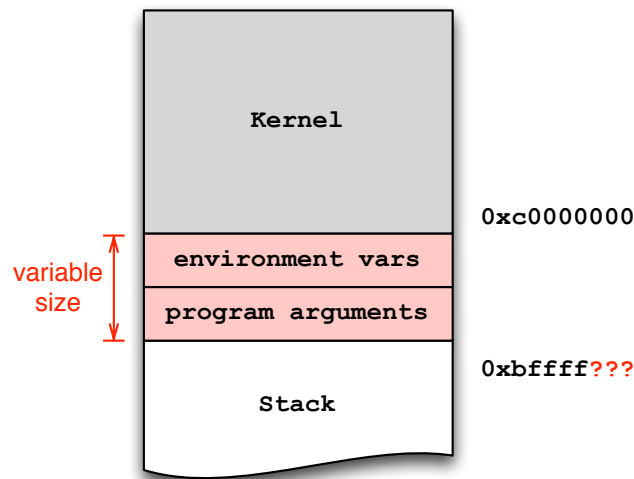 Kernel
0xc0000000
environment vars
variable
size
program arguments
0xbffff???
Stack